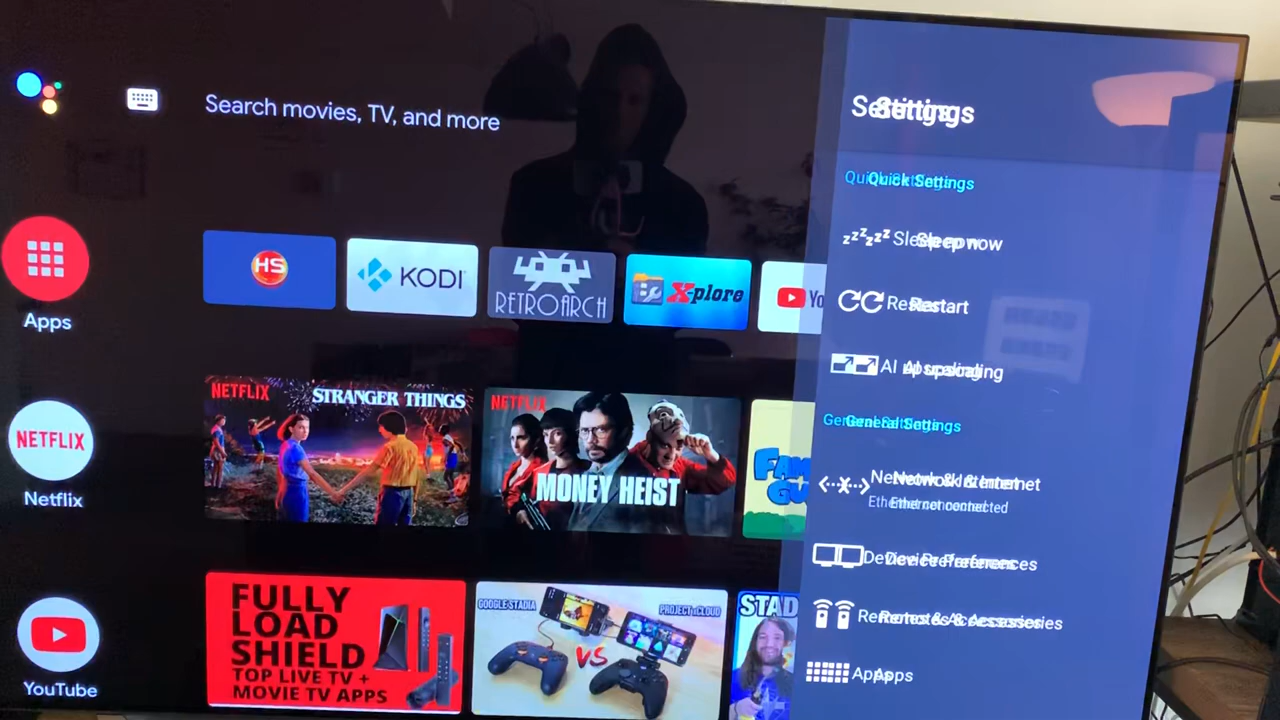 Search movies, TV, and more
Apps
HS
KODI
RETROARCH
X-plore
NETFLIX
STRANGER THINGS
NETFLIX
MONEY HEIST
NETFLIX
Netflix
FULLY
LOAD
SHIELD
TOP LIVE TV +
MOVIE TV APPS
GOOGLE STADIA
PROJECT xCLOUD
VS
STAD
YouTube
Settings
Quick Settings
Sleep now
Restart
AI upscaling
General Settings
Network & Internet
Ethernet connected
Device Preferences
Remotes & Accessories
Apps